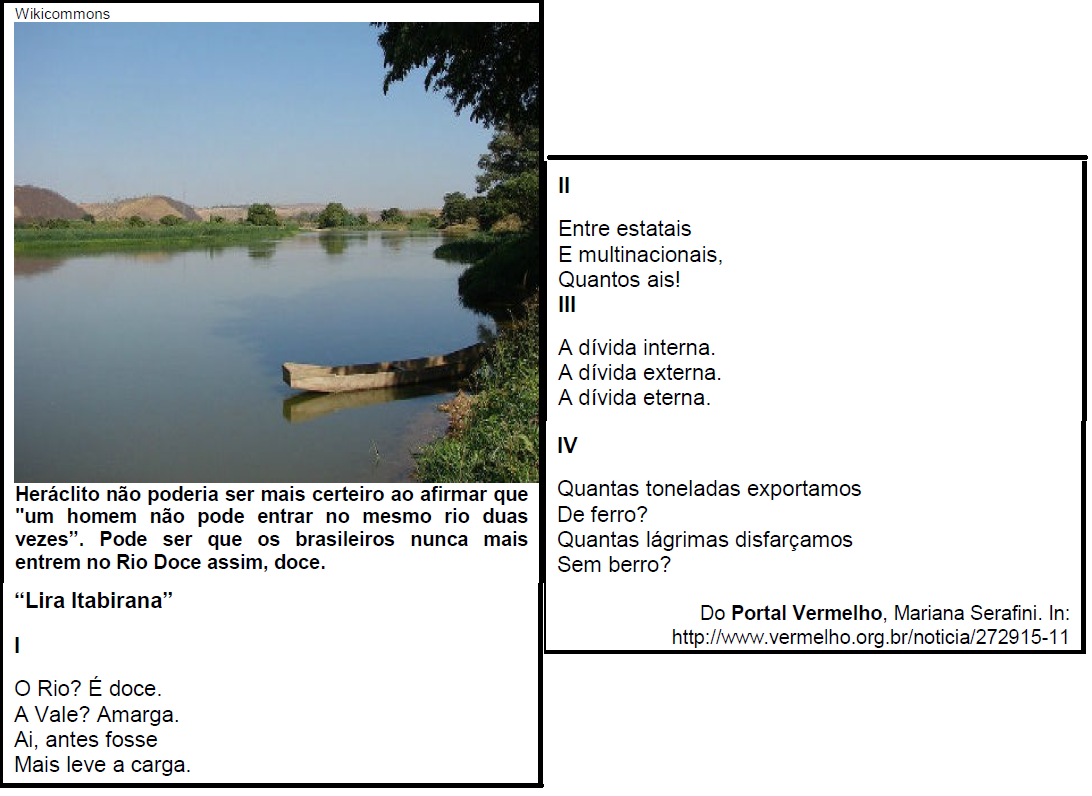 Wikicommons
Heráclito não poderia ser mais certeiro ao afirmar que
"um homem não pode entrar no mesmo rio duas
vezes”. Pode ser que os brasileiros nunca mais
entrem no Rio Doce assim, doce.
“Lira Itabirana”
I
O Rio? É doce.
A Vale? Amarga.
Ai, antes fosse
Mais leve a carga.
II
Entre estatais
E multinacionais,
Quantos ais!
III
A dívida interna.
A dívida externa.
A dívida eterna.
IV
Quantas toneladas exportamos
De ferro?
Quantas lágrimas disfarçamos
Sem berro?
Do Portal Vermelho, Mariana Serafini. In:
http://www.vermelho.org.br/noticia/272915-11